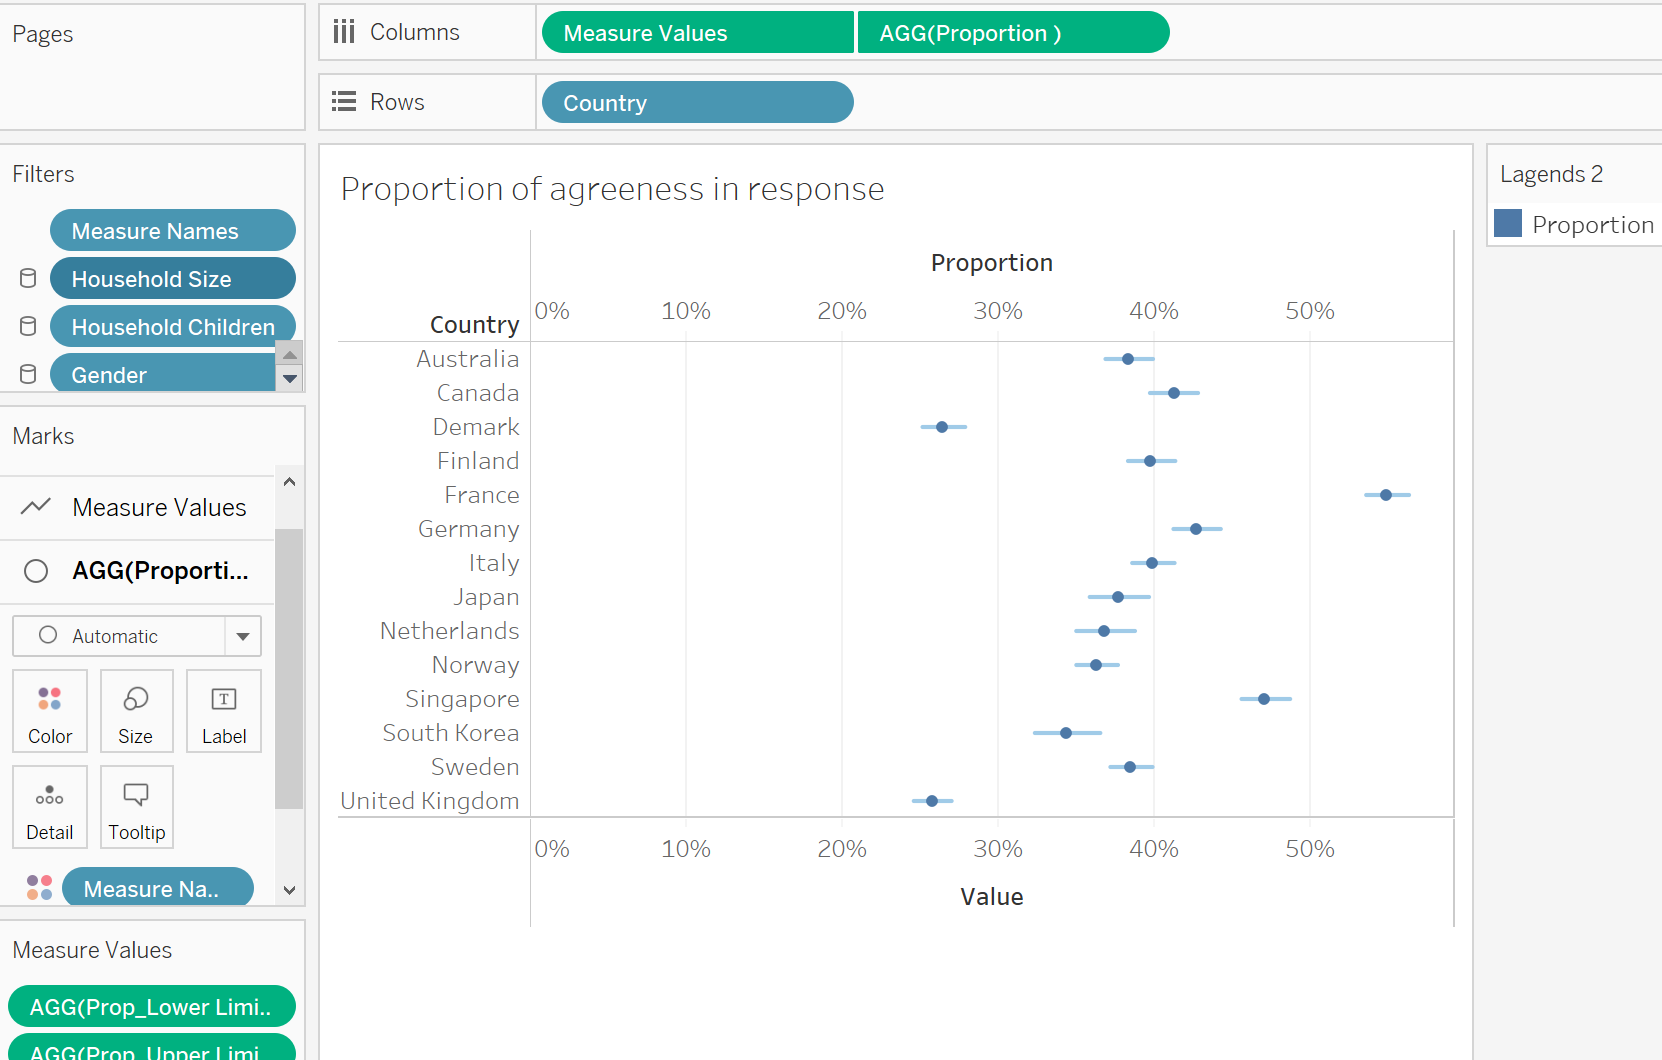 Pages
Columns
Measure Values
AGG(Proportion )
Rows
Country
Filters
Measure Names
Household Size
Household Children
Gender
Marks
Measure Values
AGG(Proporti...
Automatic
Color
Size
Label
Detail
Tooltip
Measure Na..
Measure Values
AGG(Prop_Lower Limi..
AGG(Prop_Upper Limi
Proportion of agreeness in response
Proportion
Country
0% 10% 20% 30% 40% 50%
Australia
Canada
Demark
Finland
France
Germany
Italy
Japan
Netherlands
Norway
Singapore
South Korea
Sweden
United Kingdom
0% 10% 20% 30% 40% 50%
Value
Lagends 2
Proportion